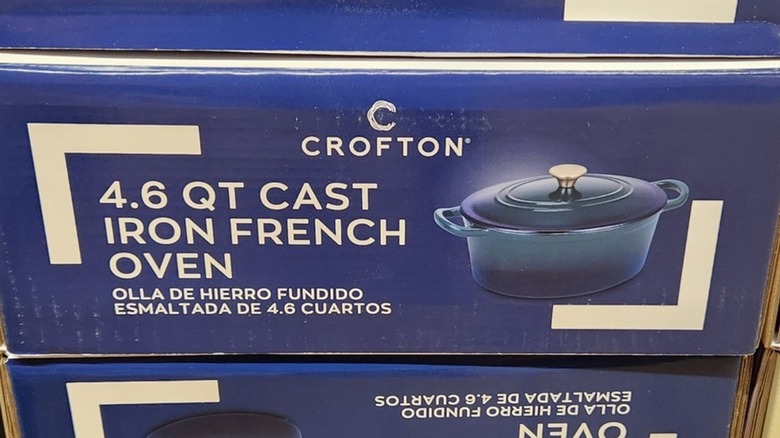 CROFTON®
4.6 QT CAST
IRON FRENCH
OVEN
OLLA DE HIERRO FUNDIDO
ESMALTADA DE 4.6 CUARTOS
ESMALTADA DE 4.6 CUARTOS
OLLA DE HIERRO FUNDIDO
OVEN